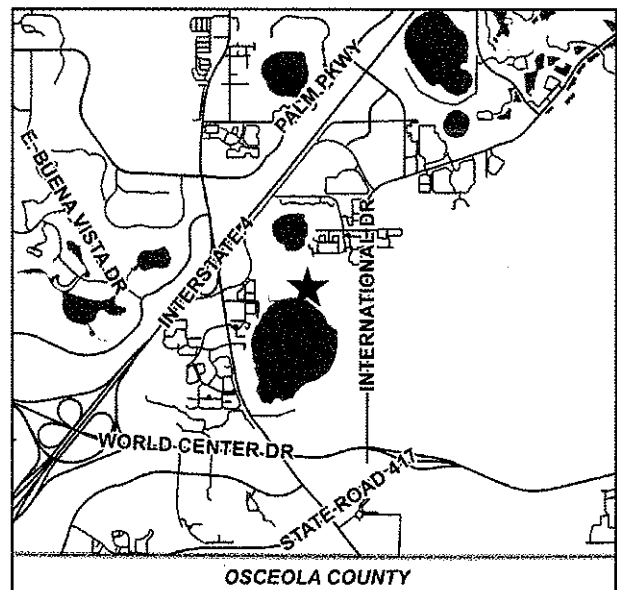 PALM PKWY
E BUENA VISTA DR
INTERSTATE 4
INTERNATIONAL DR
WORLD CENTER DR
STATE ROAD 417
OSCEOLA COUNTY